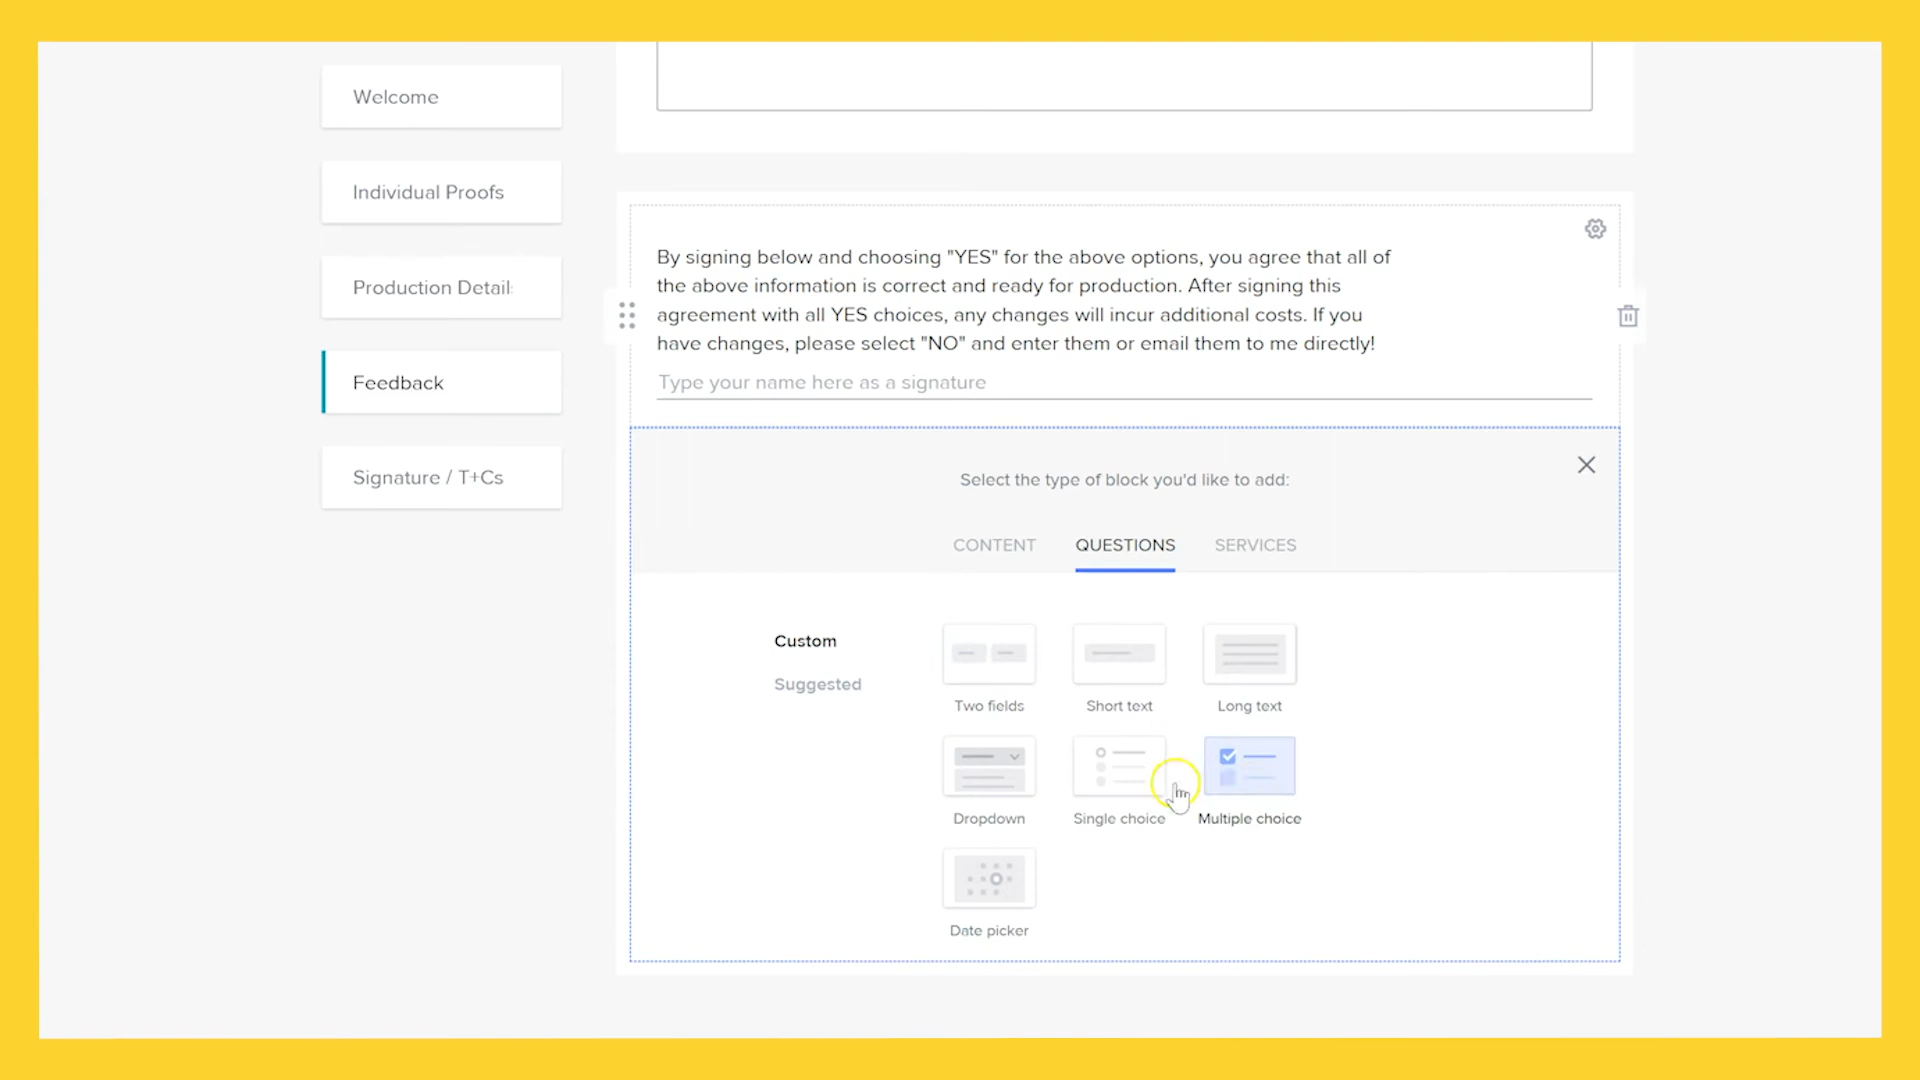 Welcome
Individual Proofs
Production Detail
Feedback
Signature / T+Cs
By signing below and choosing "YES" for the above options, you agree that all of
the above information is correct and ready for production. After signing this
agreement with all YES choices, any changes will incur additional costs. If you
have changes, please select "NO" and enter them or email them to me directly!
Type your name here as a signature
Select the type of block you'd like to add:
CONTENT QUESTIONS SERVICES
Custom
Suggested
Two fields Short text Long text
Dropdown Single choice Multiple choice
Date picker